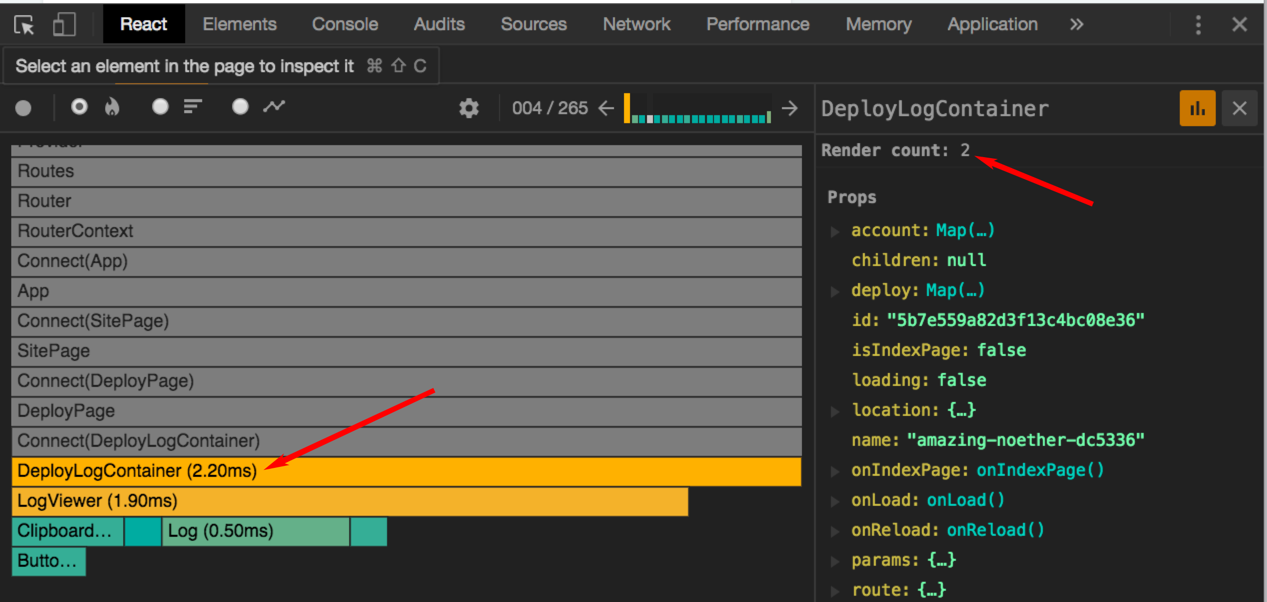 React Elements Console Audits Sources Network Performance Memory Application »
Select an element in the page to inspect it ⌘ ⇧ C
004 / 265
Provider
Routes
Router
RouterContext
Connect(App)
App
Connect(SitePage)
SitePage
Connect(DeployPage)
DeployPage
Connect(DeployLogContainer)
DeployLogContainer (2.20ms)
LogViewer (1.90ms)
Clipboard… Log (0.50ms)
Butto…
DeployLogContainer
Render count: 2
Props
account: Map(…)
children: null
deploy: Map(…)
id: "5b7e559a82d3f13c4bc08e36"
isIndexPage: false
loading: false
location: {…}
name: "amazing-noether-dc5336"
onIndexPage: onIndexPage()
onLoad: onLoad()
onReload: onReload()
params: {…}
route: {…}